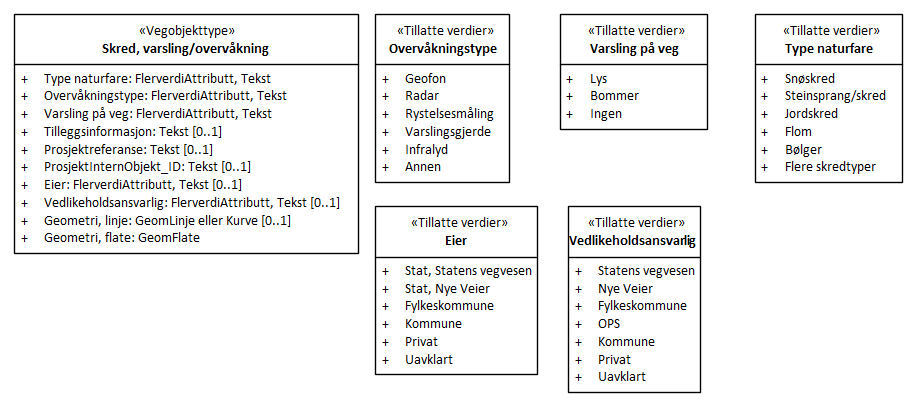 «Vegobjekttype»
Skred, varsling/overvåkning
+ Type naturfare: FlerverdiAttributt, Tekst
+ Overvåkningstype: FlerverdiAttributt, Tekst
+ Varsling på veg: FlerverdiAttributt, Tekst
+ Tilleggsinformasjon: Tekst [0..1]
+ Prosjektreferanse: Tekst [0..1]
+ ProsjektInternObjekt_ID: Tekst [0..1]
+ Eier: FlerverdiAttributt, Tekst [0..1]
+ Vedlikeholdsansvarlig: FlerverdiAttributt, Tekst [0..1]
+ Geometri, linje: GeomLinje eller Kurve [0..1]
+ Geometri, flate: GeomFlate
«Tillatte verdier»
Overvåkningstype
+ Geofon
+ Radar
+ Rystelsesmåling
+ Varslingsgjerde
+ Infralyd
+ Annen
«Tillatte verdier»
Varsling på veg
+ Lys
+ Bommer
+ Ingen
«Tillatte verdier»
Type naturfare
+ Snøskred
+ Steinsprang/skred
+ Jordskred
+ Flom
+ Bølger
+ Flere skredtyper
«Tillatte verdier»
Eier
+ Stat, Statens vegvesen
+ Stat, Nye Veier
+ Fylkeskommune
+ Kommune
+ Privat
+ Uavklart
«Tillatte verdier»
Vedlikeholdsansvarlig
+ Statens vegvesen
+ Nye Veier
+ Fylkeskommune
+ OPS
+ Kommune
+ Privat
+ Uavklart